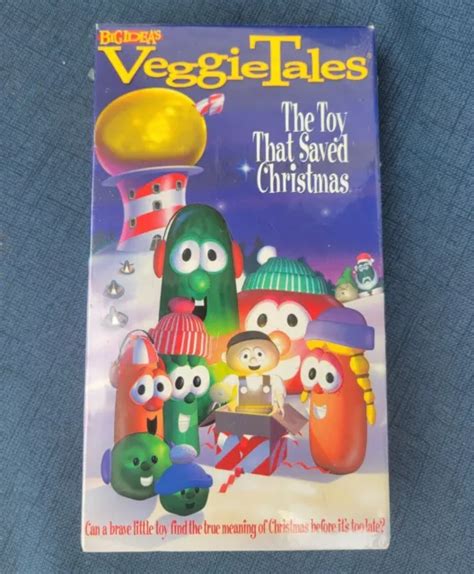 BIG IDEA'S
VeggieTales®
The Toy
That Saved
Christmas
Can a brave little toy find the true meaning of Christmas before it's too late?